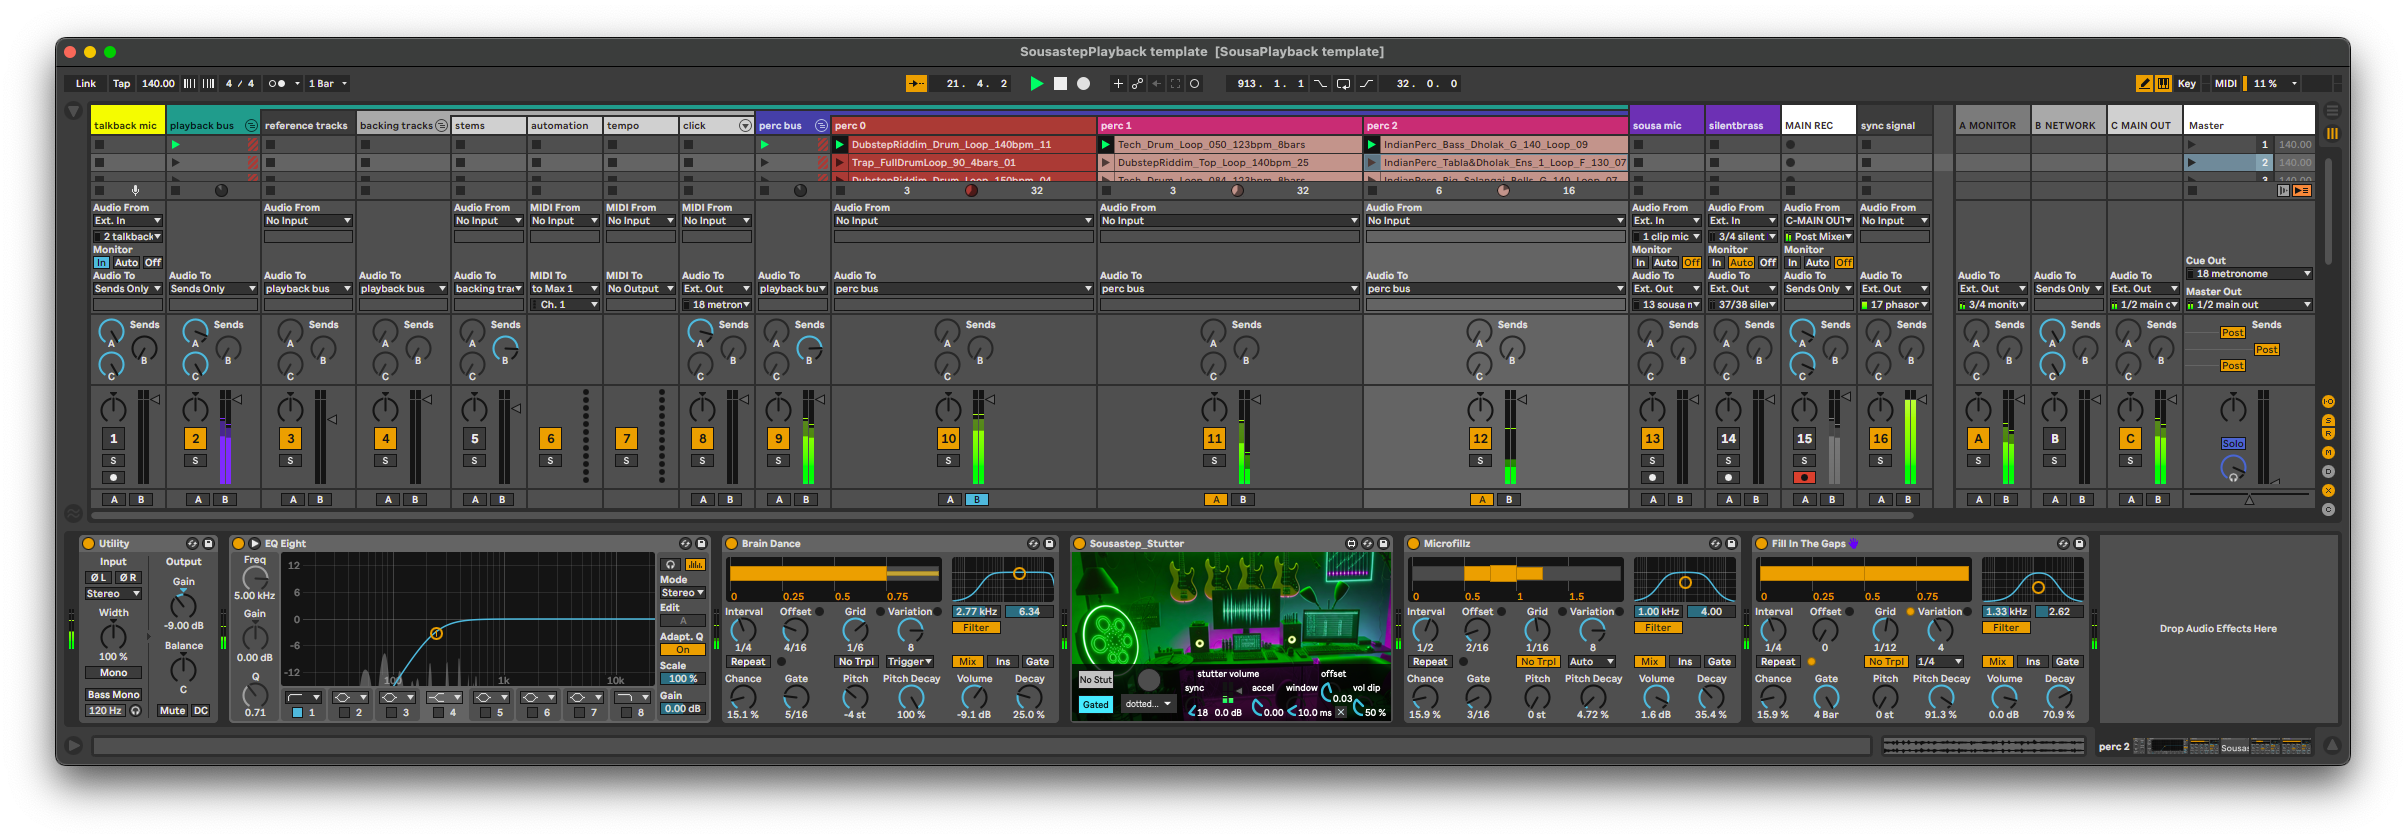 SousastepPlayback template [SousaPlayback template]
Link Tap 140.00 4 / 4 1 Bar 21. 4. 2 913. 1. 1 32. 0. 0 Key MIDI 11 %
talkback mic playback bus reference tracks backing tracks stems automation tempo click perc bus perc 0 perc 1 perc 2 sousa mic silentbrass MAIN REC sync signal A MONITOR B NETWORK C MAIN OUT Master
DubstepRiddim_Drum_Loop_140bpm_11 Tech_Drum_Loop_050_123bpm_8bars IndianPerc_Bass_Dholak_G_140_Loop_09 1 140.00
Trap_FullDrumLoop_90_4bars_01 DubstepRiddim_Top_Loop_140bpm_25 IndianPerc_Tabla&Dholak_Ens_1_Loop_F_130_07 2 140.00
DubstepRiddim_Drum_Loop_150bpm_04 Tech_Drum_Loop_084_123bpm_8bars IndianPerc_Big_Salangai_Bells_G_140_Loop_07 3 140.00
3 32 3 32 6 16
Audio From Audio From Audio From MIDI From MIDI From MIDI From Audio From Audio From Audio From Audio From Audio From Audio From Audio From
Ext. In No Input No Input No Input No Input No Input No Input No Input No Input Ext. In Ext. In C-MAIN OUT No Input
2 talkback 1 clip mic 3/4 silent Post Mixer
Monitor Monitor Monitor Monitor
In Auto Off In Auto Off In Auto Off In Auto Off Cue Out
Audio To Audio To Audio To Audio To Audio To MIDI To MIDI To Audio To Audio To Audio To Audio To Audio To Audio To Audio To Audio To Audio To Audio To Audio To Audio To 18 metronome
Sends Only Sends Only playback bus playback bus backing trac to Max 1 No Output Ext. Out playback bu perc bus perc bus perc bus Ext. Out Ext. Out Sends Only Ext. Out Ext. Out Sends Only Ext. Out Master Out
Ch. 1 18 metron 13 sousa n 37/38 siler 17 phasor 3/4 monito 1/2 main c 1/2 main out
Sends Sends Sends Sends Sends Sends Sends Sends Sends Sends Sends Sends Sends Sends Sends Sends Sends Sends
A B C A B C A B C A B C A B C A B C A B C A B C A B C A B C A B C A B C A B C A B C A B C A B C A B C Post Post Post
1 2 3 4 5 6 7 8 9 10 11 12 13 14 15 16 A B C Solo
S S S S S S S S S S S S S S S S S S S
A B A B A B A B A B A B A B A B A B A B A B A B A B A B A B A B A B
Utility EQ Eight Brain Dance Sousastep_Stutter Microfillz Fill In The Gaps
Input Output
Ø L Ø R Gain
Stereo
Width -9.00 dB
100 % Balance
Mono
Bass Mono C
120 Hz Mute DC
Freq
5.00 kHz
Gain
0.00 dB
Q
0.71
12
6
0
-6
-12
100 1k 10k
1 2 3 4 5 6 7 8
Mode
Stereo
Edit
A
Adapt. Q
On
Scale
100 %
Gain
0.00 dB
0 0.25 0.5 0.75
Interval Offset Grid Variation 2.77 kHz 6.34
Filter
1/4 4/16 1/6 8
Repeat No Trpl Trigger Mix Ins Gate
Chance Gate Pitch Pitch Decay Volume Decay
15.1 % 5/16 -4 st 100 % -9.1 dB 25.0 %
No Stut stutter volume offset
sync accel window vol dip
Gated dotted... 0.03
18 0.0 dB 0.00 10.0 ms 50 %
0 0.5 1 1.5
Interval Offset Grid Variation 1.00 kHz 4.00
Filter
1/2 2/16 1/16 8
Repeat No Trpl Auto Mix Ins Gate
Chance Gate Pitch Pitch Decay Volume Decay
15.9 % 3/16 0 st 4.72 % 1.6 dB 35.4 %
0 0.25 0.5 0.75
Interval Offset Grid Variation 1.33 kHz 2.62
Filter
1/4 0 1/12 4
Repeat No Trpl 1/4 Mix Ins Gate
Chance Gate Pitch Pitch Decay Volume Decay
15.9 % 4 Bar 0 st 91.3 % 0.0 dB 70.9 %
Drop Audio Effects Here
perc 2 Sousas